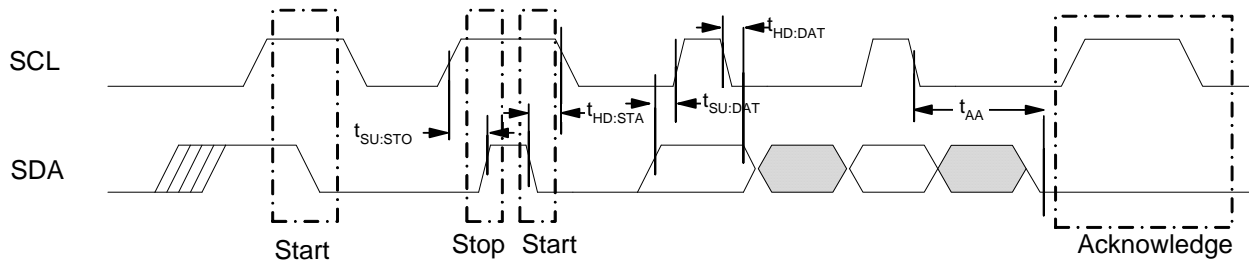 SCL
t_HD:DAT
t_HD:STA
t_SU:DAT
t_SU:STO
t_AA
SDA
Start
Stop
Start
Acknowledge